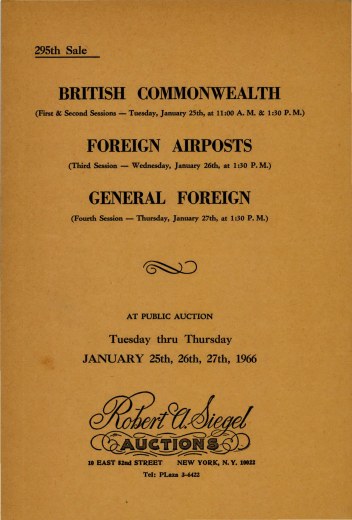 295th Sale
BRITISH COMMONWEALTH
(First & Second Sessions — Tuesday, January 25th, at 11:00 A. M. & 1:30 P. M.)
FOREIGN AIRPOSTS
(Third Session — Wednesday, January 26th, at 1:30 P. M.)
GENERAL FOREIGN
(Fourth Session — Thursday, January 27th, at 1:30 P. M.)
AT PUBLIC AUCTION
Tuesday thru Thursday
JANUARY 25th, 26th, 27th, 1966
Robert A. Siegel
AUCTIONS
10 EAST 52nd STREET NEW YORK, N. Y. 10022
Tel: PLaza 3-6422